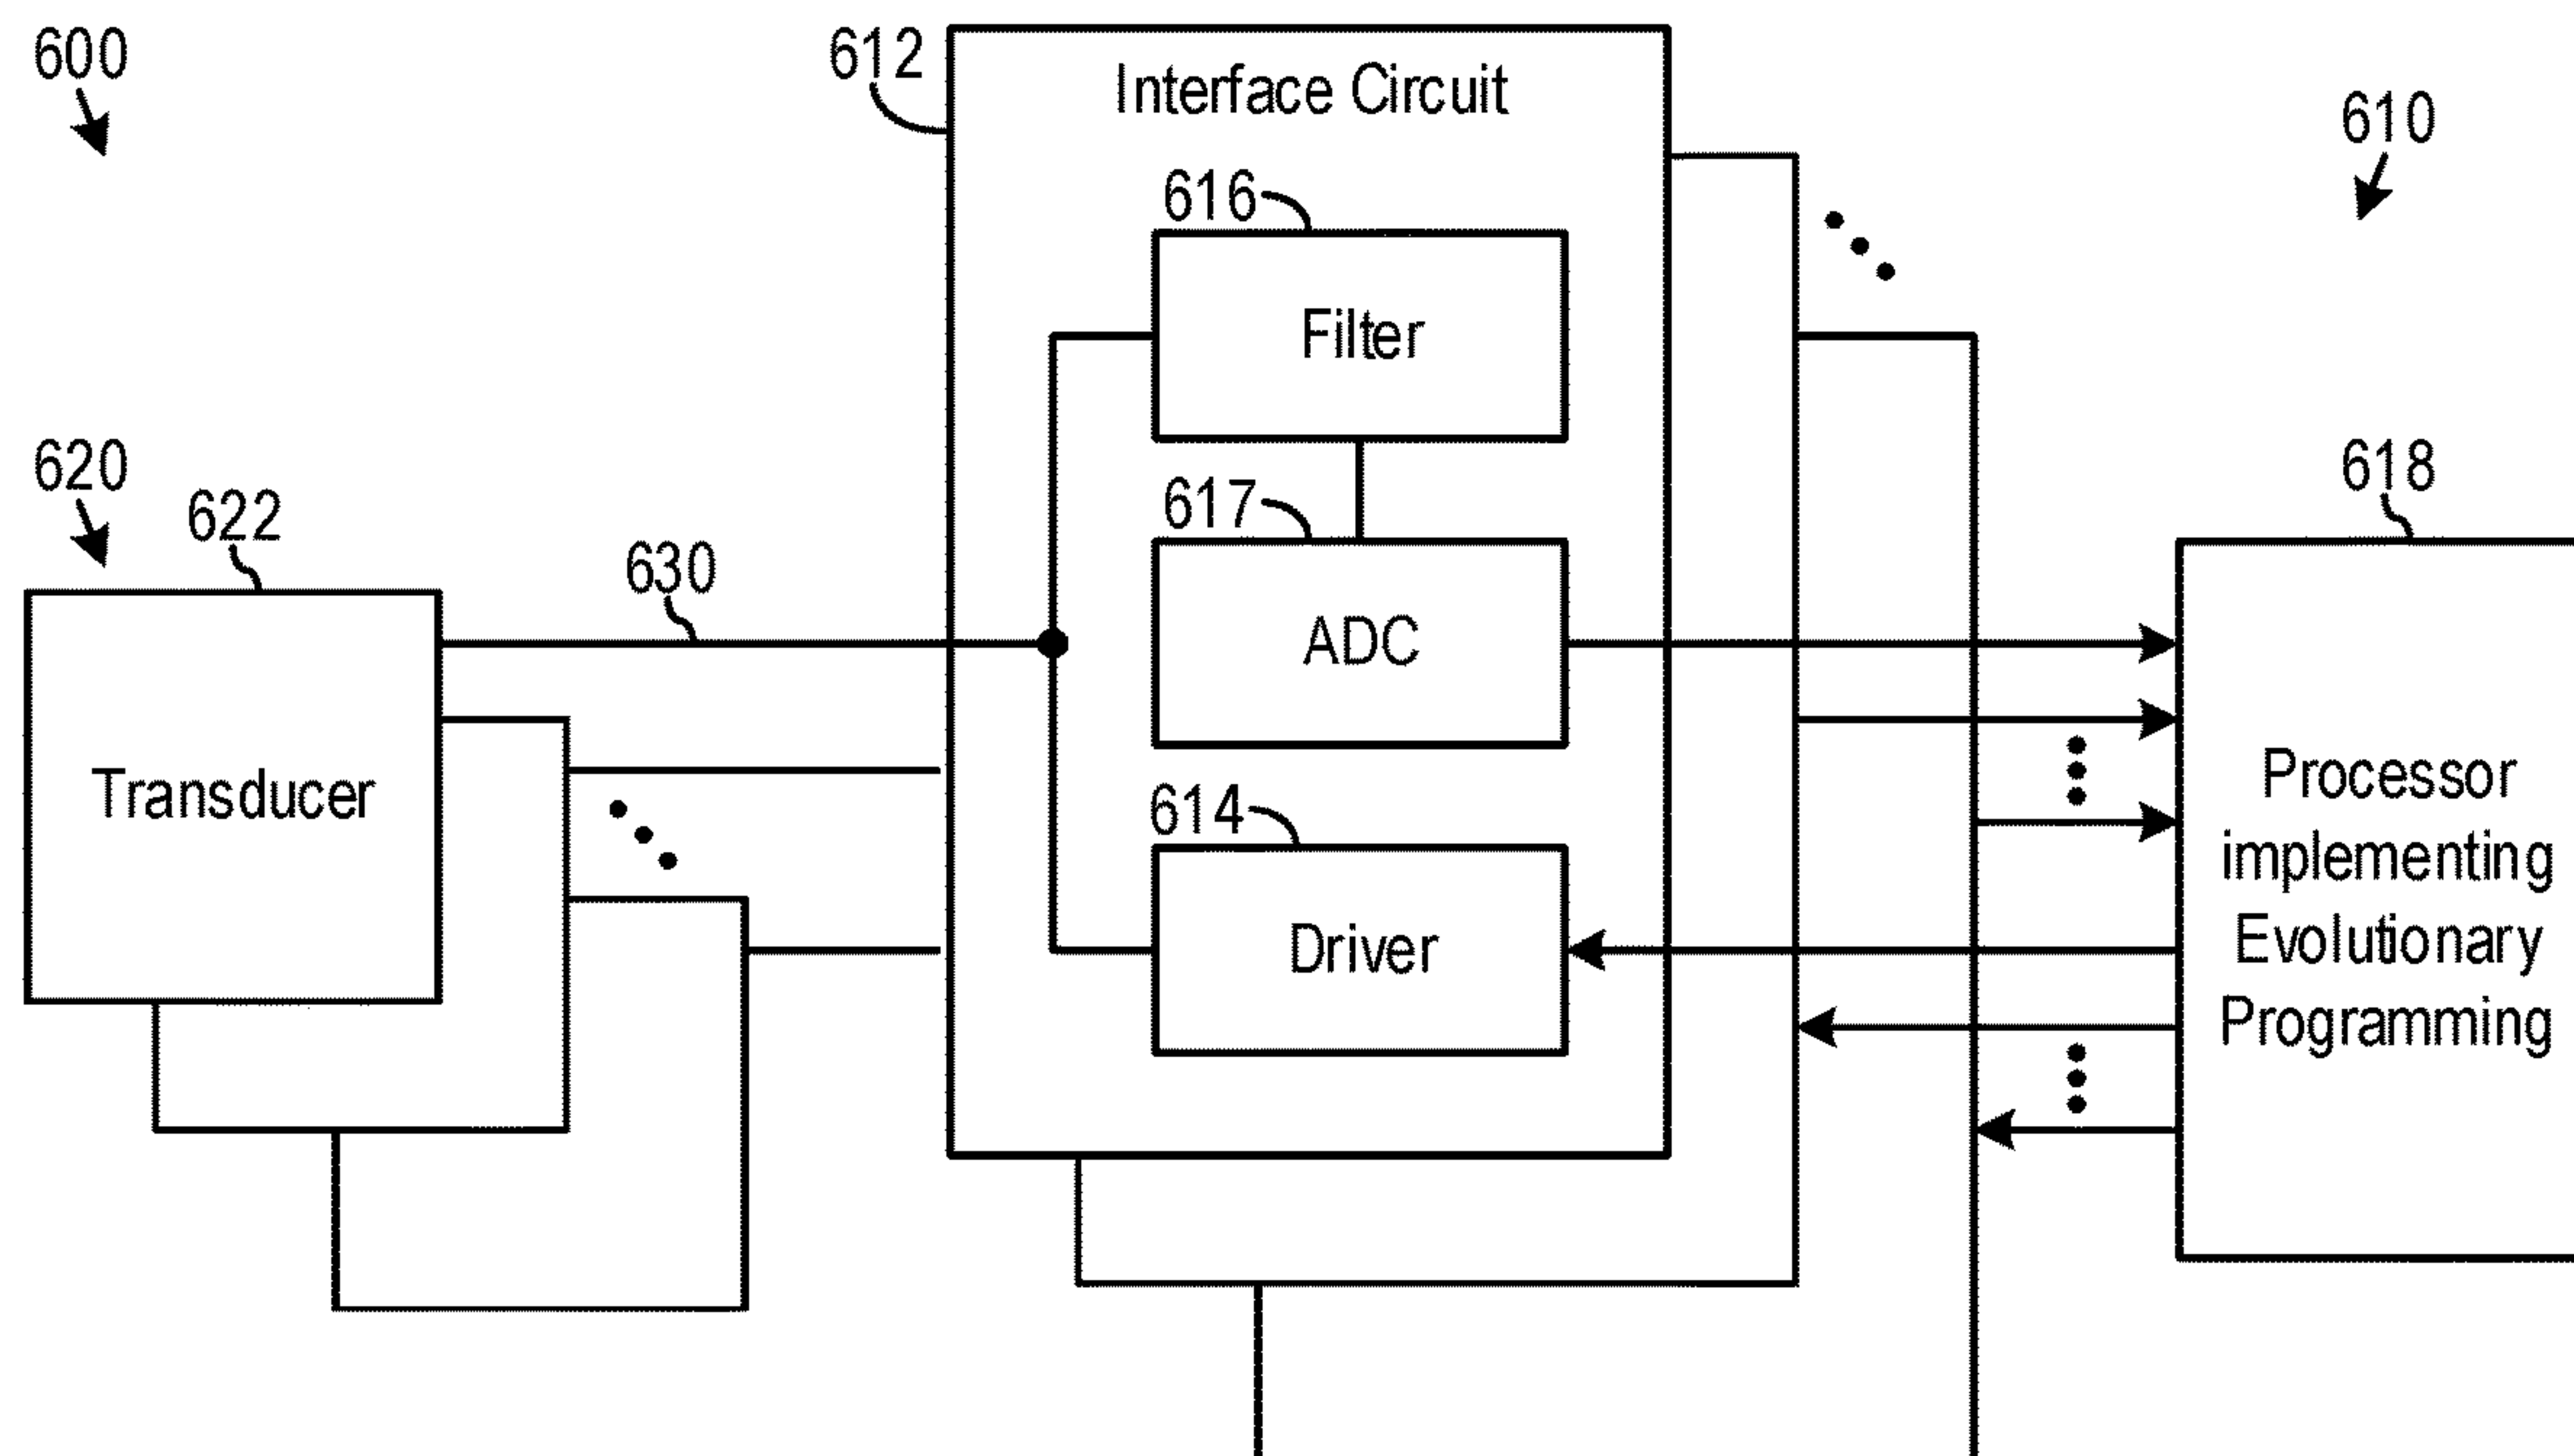 600
612
Interface Circuit
610
616
Filter
620
622
630
617
ADC
618
Transducer
614
Driver
Processor
implementing
Evolutionary
Programming